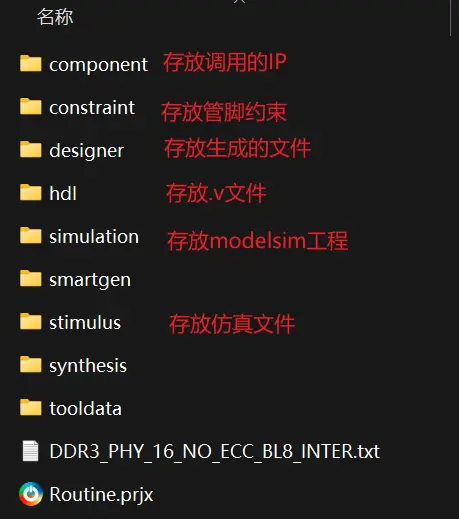 名称
component 存放调用的IP
constraint 存放管脚约束
designer 存放生成的文件
hdl 存放.v文件
simulation 存放modelsim工程
smartgen
stimulus 存放仿真文件
synthesis
tooldata
DDR3_PHY_16_NO_ECC_BL8_INTER.txt
Routine.prjx